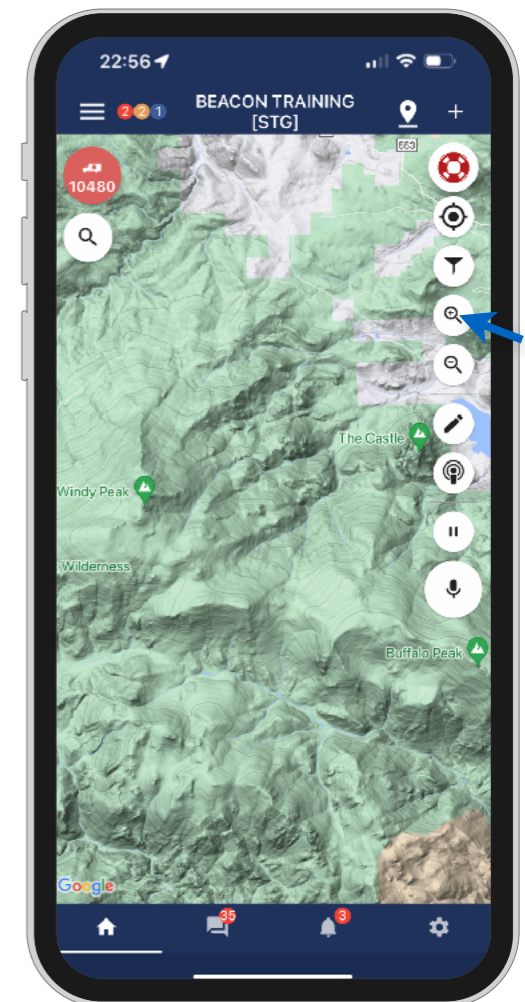 22:56
2 2 1
BEACON TRAINING
[STG]
553
10480
The Castle
Windy Peak
Wilderness
Buffalo Peak
Google
35
3